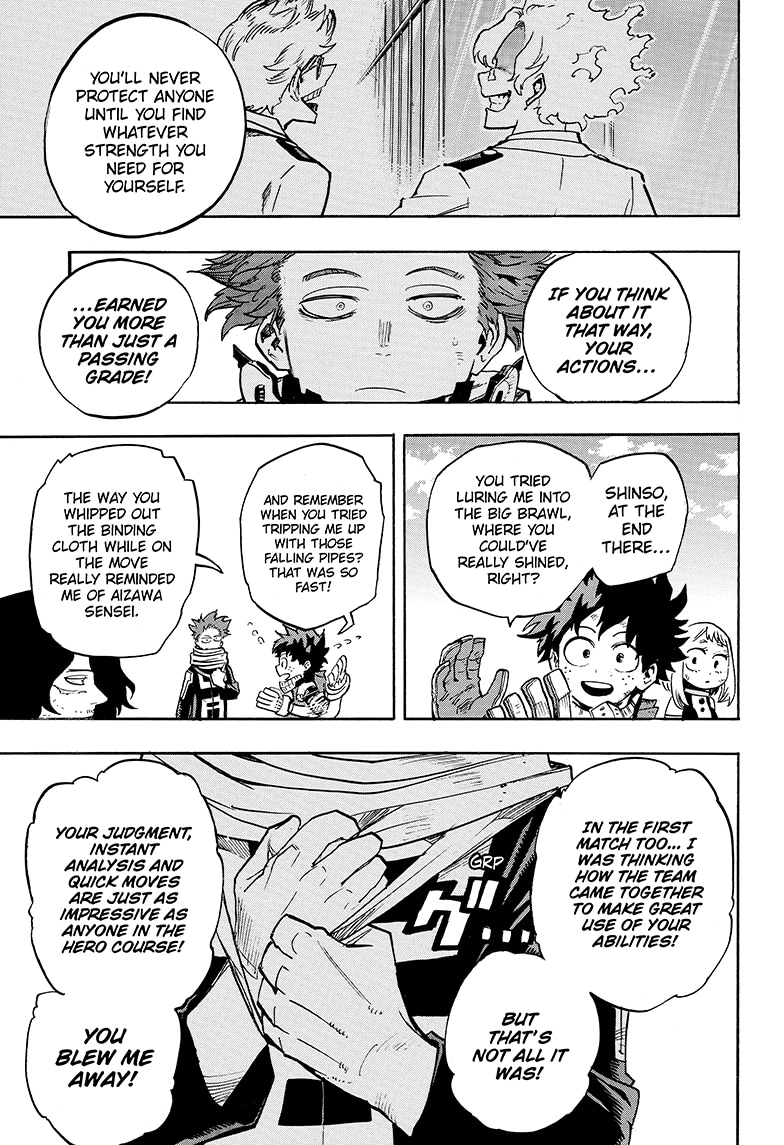 YOU'LL NEVER
PROTECT ANYONE
UNTIL YOU FIND
WHATEVER
STRENGTH YOU
NEED FOR
YOURSELF.
IF YOU THINK
ABOUT IT
THAT WAY,
YOUR
ACTIONS...
...EARNED
YOU MORE
THAN JUST A
PASSING
GRADE!
SHINSO,
AT THE
END
THERE...
YOU TRIED
LURING ME INTO
THE BIG BRAWL,
WHERE YOU
COULD'VE
REALLY SHINED,
RIGHT?
AND REMEMBER
WHEN YOU TRIED
TRIPPING ME UP
WITH THOSE
FALLING PIPES?
THAT WAS SO
FAST!
THE WAY YOU
WHIPPED OUT
THE BINDING
CLOTH WHILE ON
THE MOVE
REALLY REMINDED
ME OF AIZAWA
SENSEI.
IN THE FIRST
MATCH TOO... I
WAS THINKING
HOW THE TEAM
CAME TOGETHER
TO MAKE GREAT
USE OF YOUR
ABILITIES!
BUT
THAT'S
NOT ALL IT
WAS!
GRP
グ...
YOUR JUDGMENT,
INSTANT
ANALYSIS AND
QUICK MOVES
ARE JUST AS
IMPRESSIVE AS
ANYONE IN THE
HERO COURSE!
YOU
BLEW ME
AWAY!